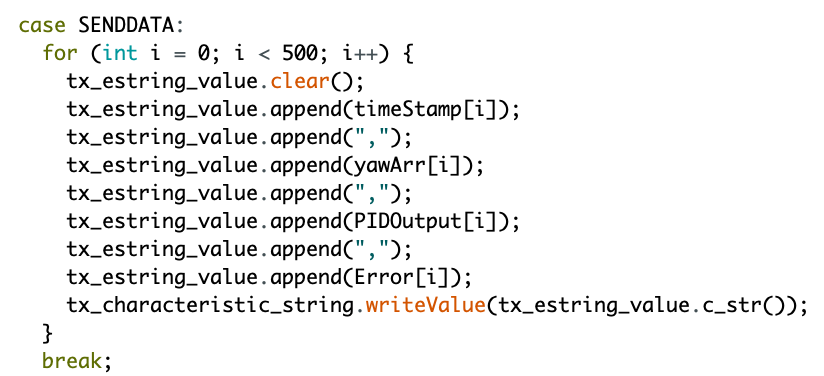 case SENDDATA:
  for (int i = 0; i < 500; i++) {
    tx_estring_value.clear();
    tx_estring_value.append(timeStamp[i]);
    tx_estring_value.append(",");
    tx_estring_value.append(yawArr[i]);
    tx_estring_value.append(",");
    tx_estring_value.append(PIDOutput[i]);
    tx_estring_value.append(",");
    tx_estring_value.append(Error[i]);
    tx_characteristic_string.writeValue(tx_estring_value.c_str());
  }
  break;